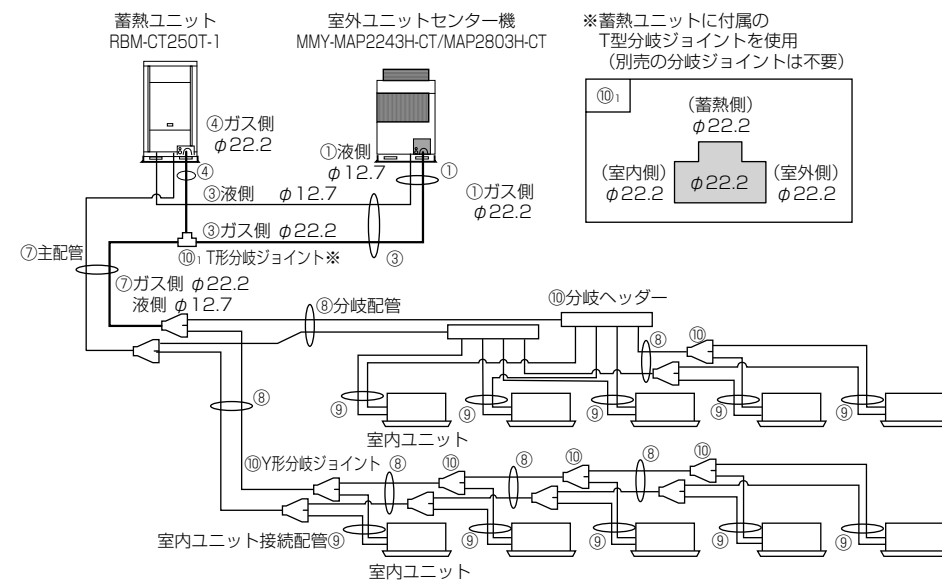 蓄熱ユニット
RBM-CT250T-1
室外ユニットセンター機
MMY-MAP2243H-CT/MAP2803H-CT
※蓄熱ユニットに付属の
T型分岐ジョイントを使用
（別売の分岐ジョイントは不要）
⑩₁
（蓄熱側）
φ22.2
（室内側）
φ22.2
φ22.2
（室外側）
φ22.2
④ガス側
φ22.2
①液側
φ12.7
④
①
①ガス側
φ22.2
③液側 φ12.7
③ガス側 φ22.2
⑦主配管
⑩₁ T形分岐ジョイント※
③
⑦ガス側 φ22.2
液側 φ12.7
⑧分岐配管
⑩分岐ヘッダー
⑧
⑩
⑧
⑨
⑨
⑨
⑨
⑨
室内ユニット
⑩Y形分岐ジョイント
⑧
⑩
⑧
⑩
⑧
⑩
室内ユニット接続配管⑨
⑨
⑨
⑨
⑨
室内ユニット